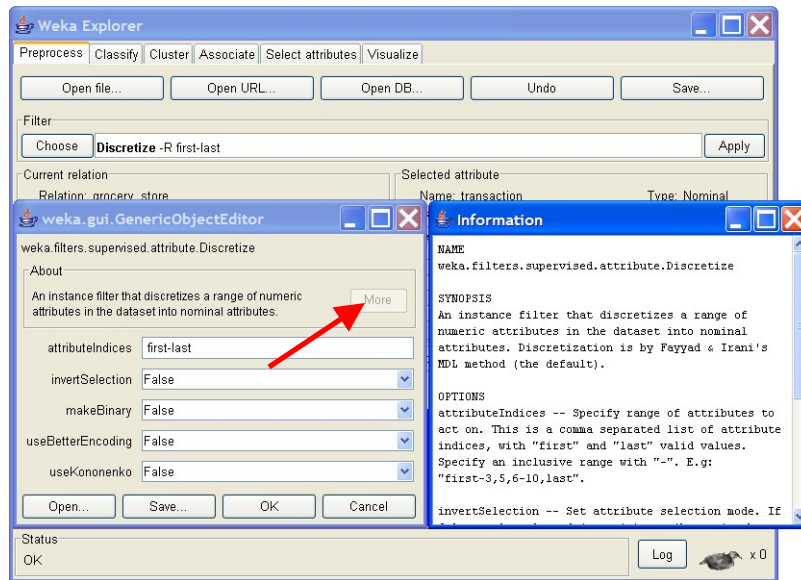 Weka Explorer
Preprocess Classify Cluster Associate Select attributes Visualize
Open file... Open URL... Open DB... Undo Save...
Filter
Choose Discretize -R first-last Apply
Current relation Selected attribute
Relation: grocery_store Name: transaction Type: Nominal
weka.gui.GenericObjectEditor
weka.filters.supervised.attribute.Discretize
About
An instance filter that discretizes a range of numeric
attributes in the dataset into nominal attributes.
More
attributeIndices first-last
invertSelection False
makeBinary False
useBetterEncoding False
useKononenko False
Open... Save... OK Cancel
Information
NAME
weka.filters.supervised.attribute.Discretize
SYNOPSIS
An instance filter that discretizes a range of
numeric attributes in the dataset into nominal
attributes. Discretization is by Fayyad & Irani's
MDL method (the default).
OPTIONS
attributeIndices -- Specify range of attributes to
act on. This is a comma separated list of attribute
indices, with "first" and "last" valid values.
Specify an inclusive range with "-". E.g:
"first-3,5,6-10,last".
invertSelection -- Set attribute selection mode. If
Status
OK
Log x 0